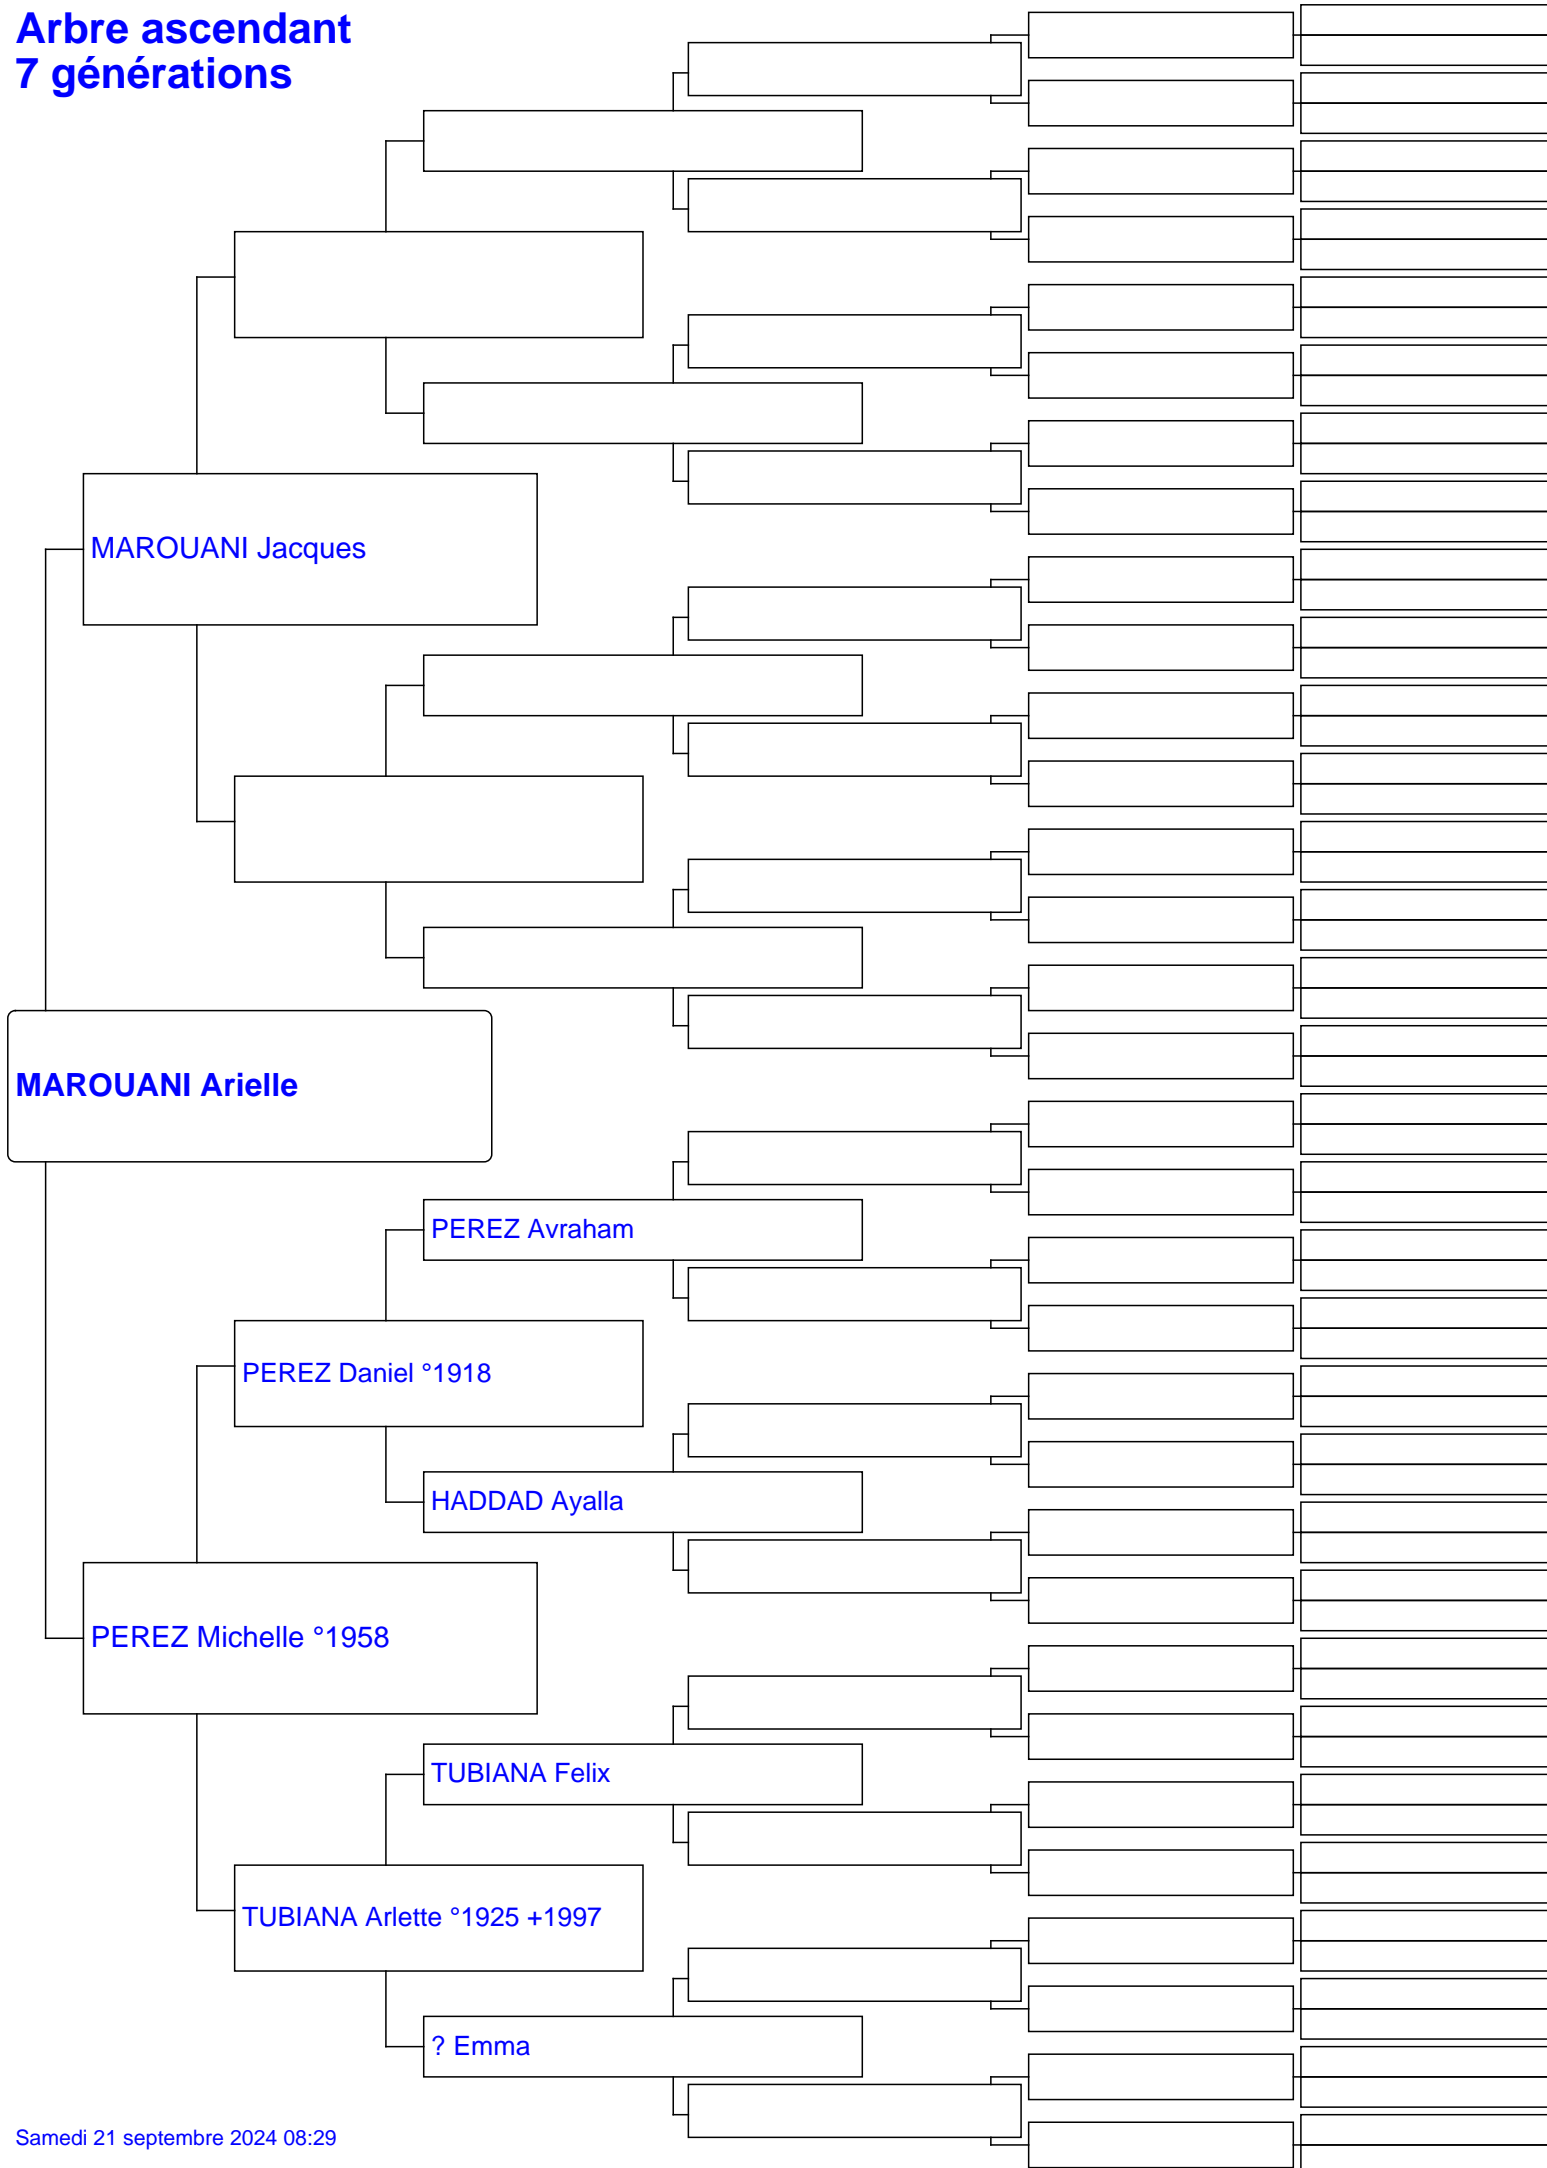 Arbre ascendant
7 générations
MAROUANI Jacques
MAROUANI Arielle
PEREZ Avraham
PEREZ Daniel °1918
HADDAD Ayalla
PEREZ Michelle °1958
TUBIANA Felix
TUBIANA Arlette °1925 +1997
? Emma
Samedi 21 septembre 2024 08:29